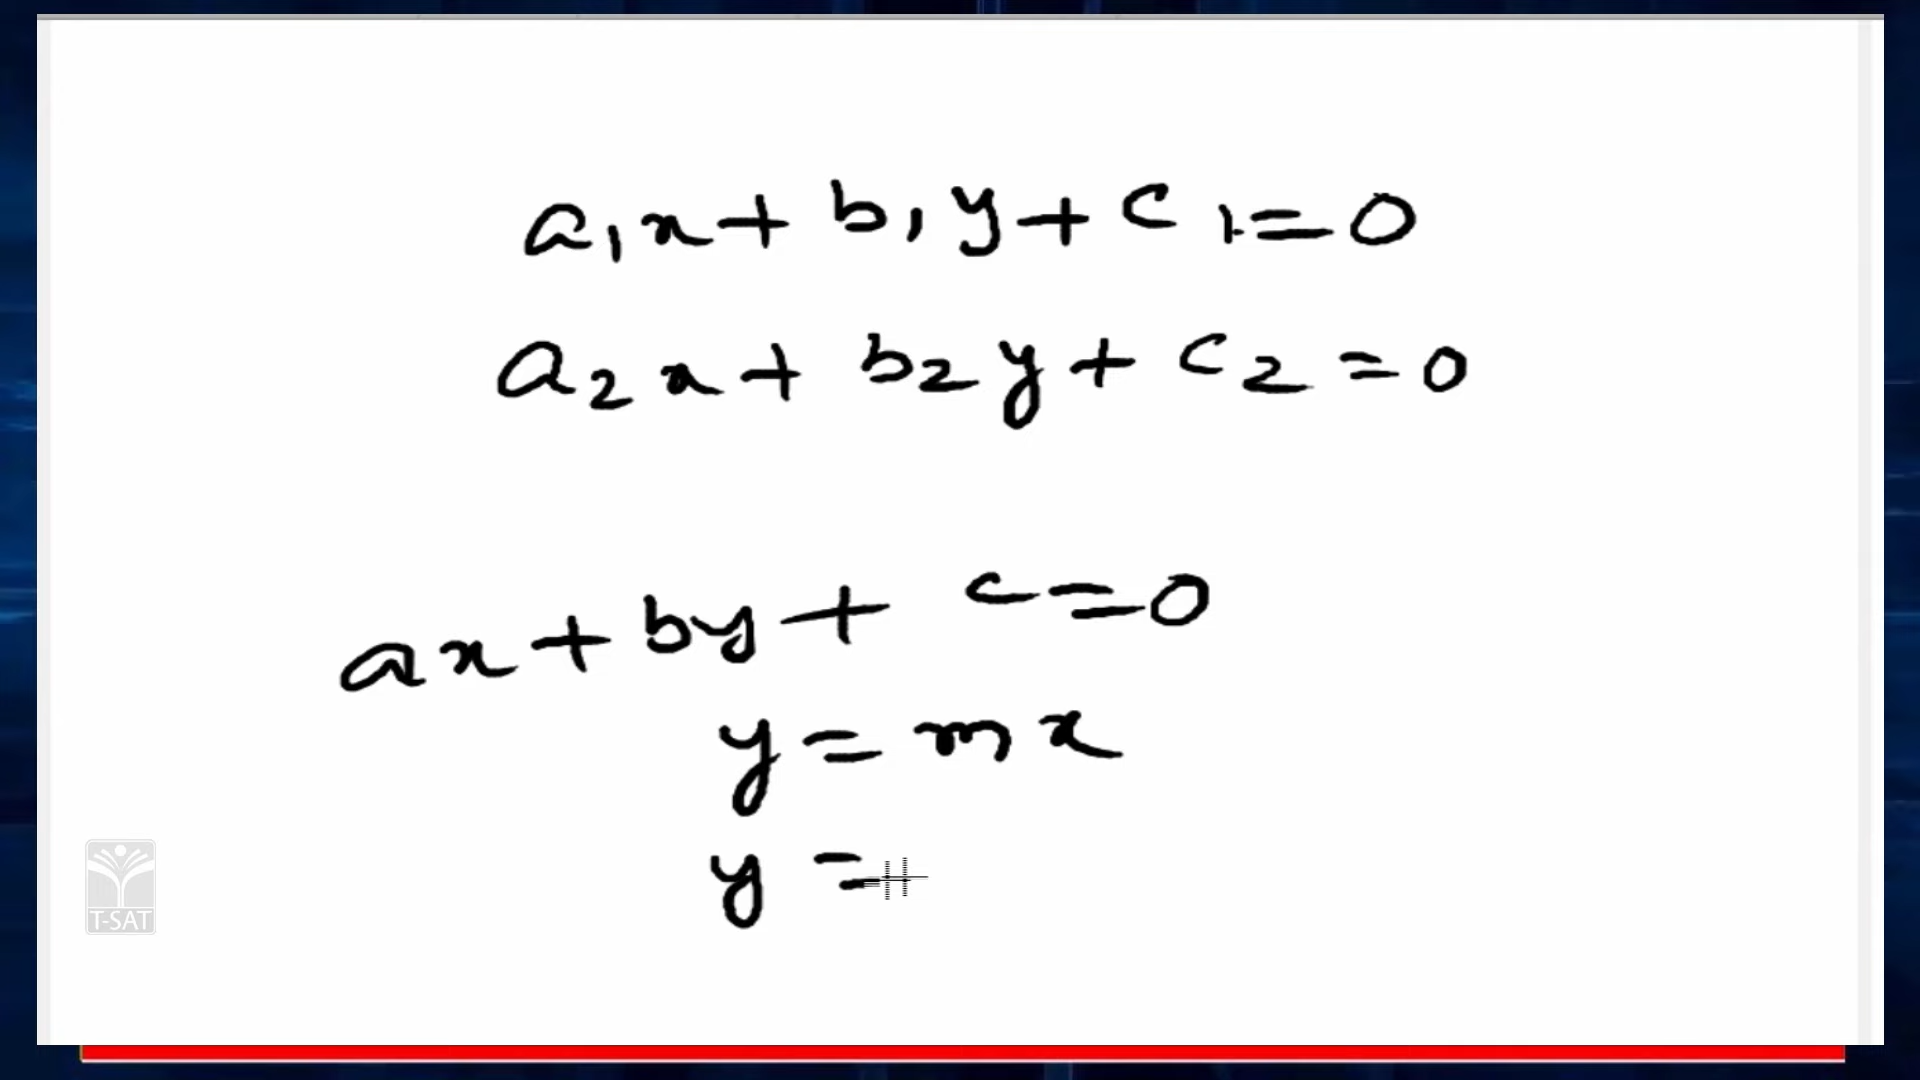 a₁x + b₁y + c₁ = 0
a₂x + b₂y + c₂ = 0
ax + by + c = 0
y = mx
y =
T-SAT